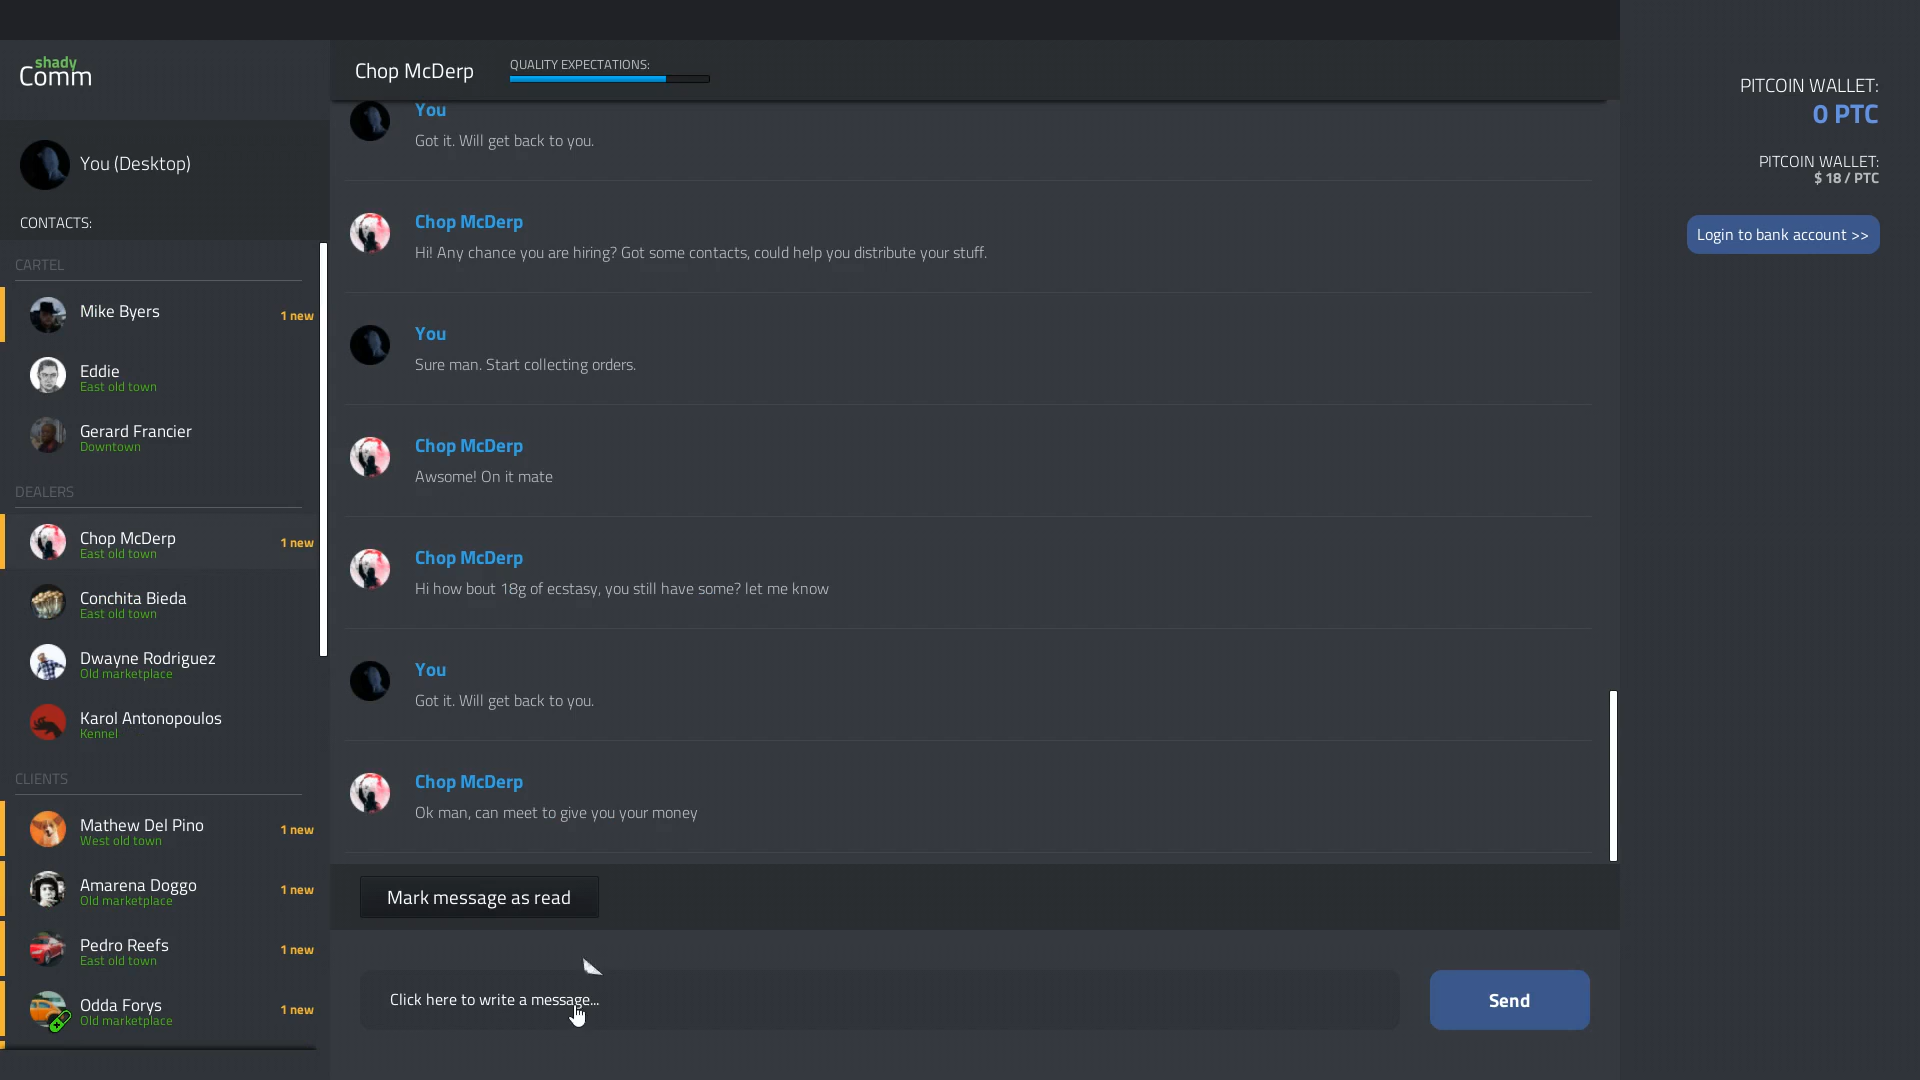 shady
Comm
You (Desktop)
CONTACTS:
CARTEL
Mike Byers
1 new
Eddie
East old town
Gerard Francier
Downtown
DEALERS
Chop McDerp
East old town
1 new
Conchita Bieda
East old town
Dwayne Rodriguez
Old marketplace
Karol Antonopoulos
Kennel
CLIENTS
Mathew Del Pino
West old town
1 new
Amarena Doggo
Old marketplace
1 new
Pedro Reefs
East old town
1 new
Odda Forys
Old marketplace
1 new
Chop McDerp
QUALITY EXPECTATIONS:
You
Got it. Will get back to you.
Chop McDerp
Hi! Any chance you are hiring? Got some contacts, could help you distribute your stuff.
You
Sure man. Start collecting orders.
Chop McDerp
Awsome! On it mate
Chop McDerp
Hi how bout 18g of ecstasy, you still have some? let me know
You
Got it. Will get back to you.
Chop McDerp
Ok man, can meet to give you your money
Mark message as read
Click here to write a message...
Send
PITCOIN WALLET:
0 PTC
PITCOIN WALLET:
$ 18 / PTC
Login to bank account >>